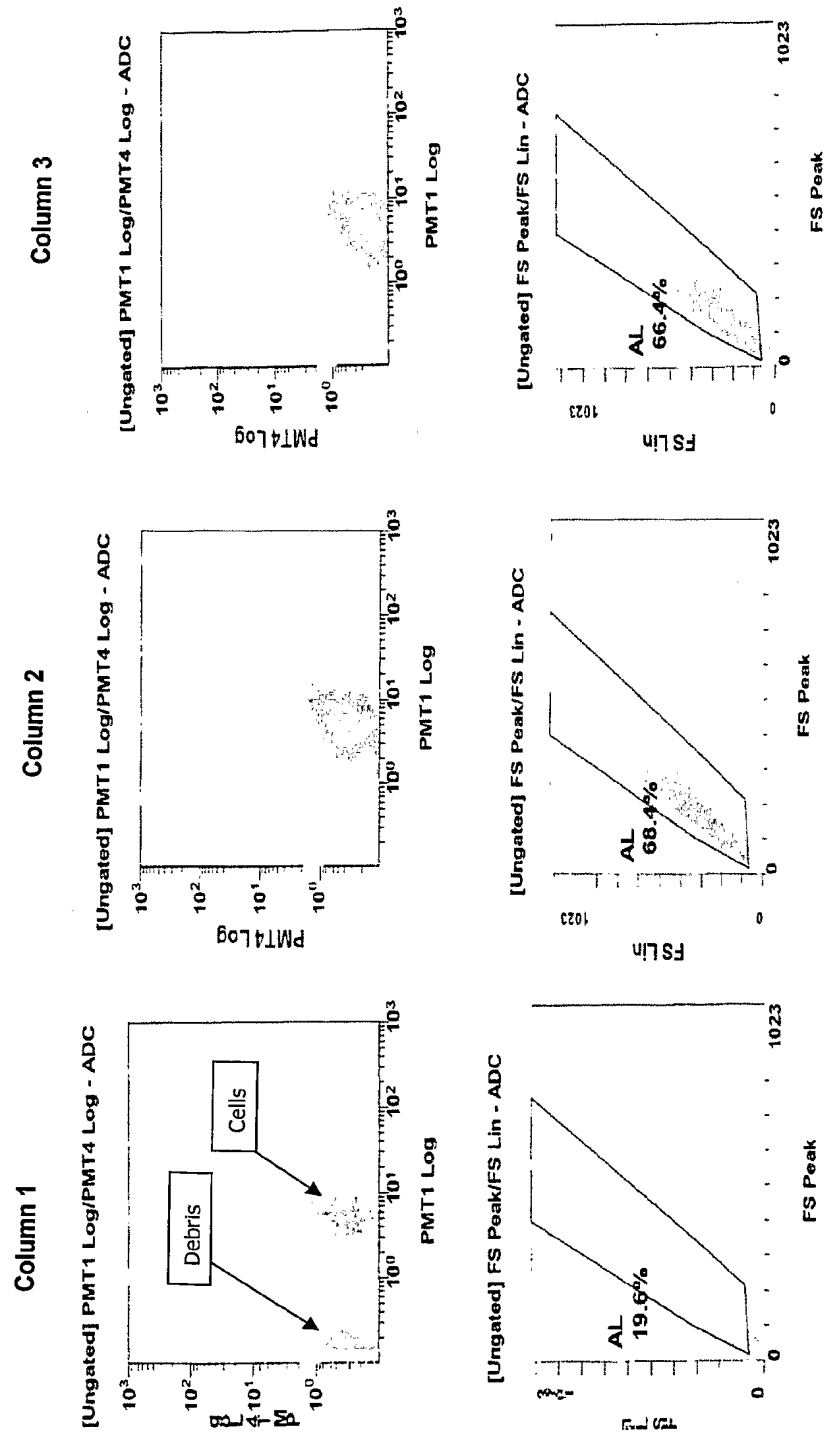 Column 1
[Ungated] PMT1 Log/PMT4 Log - ADC
10³
10²
10¹
10⁰
Debris
Cells
10⁰
10¹
10²
10³
PMT1 Log
[Ungated] FS Peak/FS Lin - ADC
AL
19.6%
0
0
1023
FS Peak
Column 2
[Ungated] PMT1 Log/PMT4 Log - ADC
PMT4 Log
10³
10²
10¹
10⁰
10⁰
10¹
10²
10³
PMT1 Log
[Ungated] FS Peak/FS Lin - ADC
FS Lin
1023
0
AL
68.4%
0
1023
FS Peak
Column 3
[Ungated] PMT1 Log/PMT4 Log - ADC
PMT4 Log
10³
10²
10¹
10⁰
10⁰
10¹
10²
10³
PMT1 Log
[Ungated] FS Peak/FS Lin - ADC
FS Lin
1023
0
AL
66.4%
0
1023
FS Peak